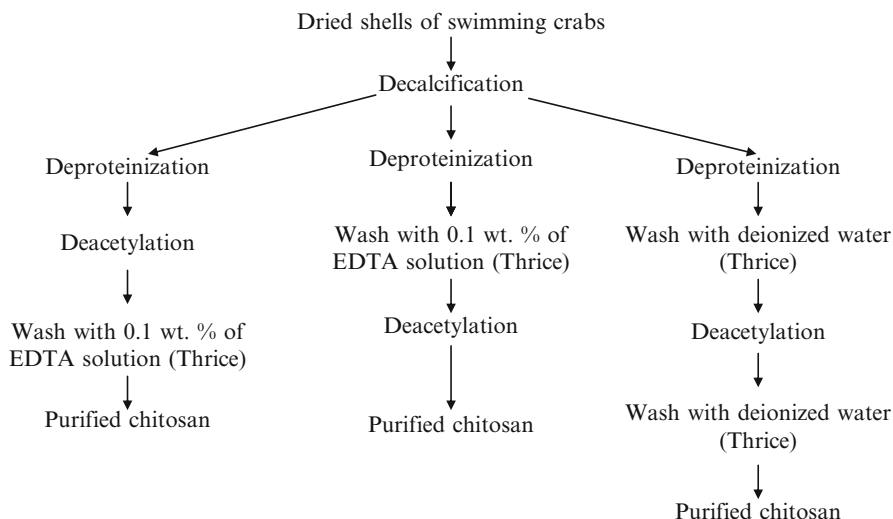 Dried shells of swimming crabs
Decalcification
Deproteinization
Deacetylation
Wash with 0.1 wt. % of
EDTA solution (Thrice)
Purified chitosan
Deproteinization
Wash with 0.1 wt. % of
EDTA solution (Thrice)
Deacetylation
Purified chitosan
Deproteinization
Wash with deionized water
(Thrice)
Deacetylation
Wash with deionized water
(Thrice)
Purified chitosan